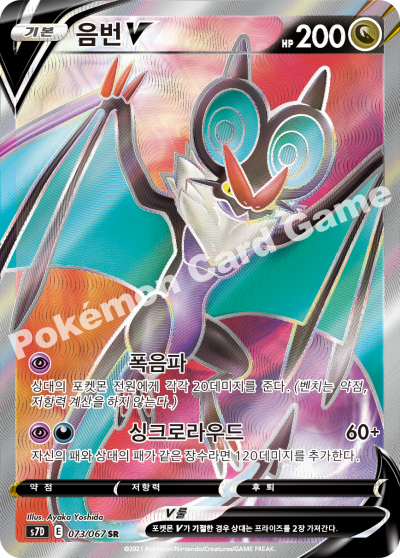 기본 음번 V HP 200
Pokémon Card Game
폭음파
상대의 포켓몬 전원에게 각각 20데미지를 준다. (벤치는 약점,
저항력 계산을 하지 않는다.)
싱크로라우드 60+
자신의 패와 상대의 패가 같은 장수라면 120데미지를 추가한다.
약점 저항력 후퇴
Illus. Ayaka Yoshida
V룰
s7D E 073/067 SR
포켓몬 V가 기절한 경우 상대는 프라이즈를 2장 가져간다.
©2021 Pokémon/Nintendo/Creatures/GAME FREAK.